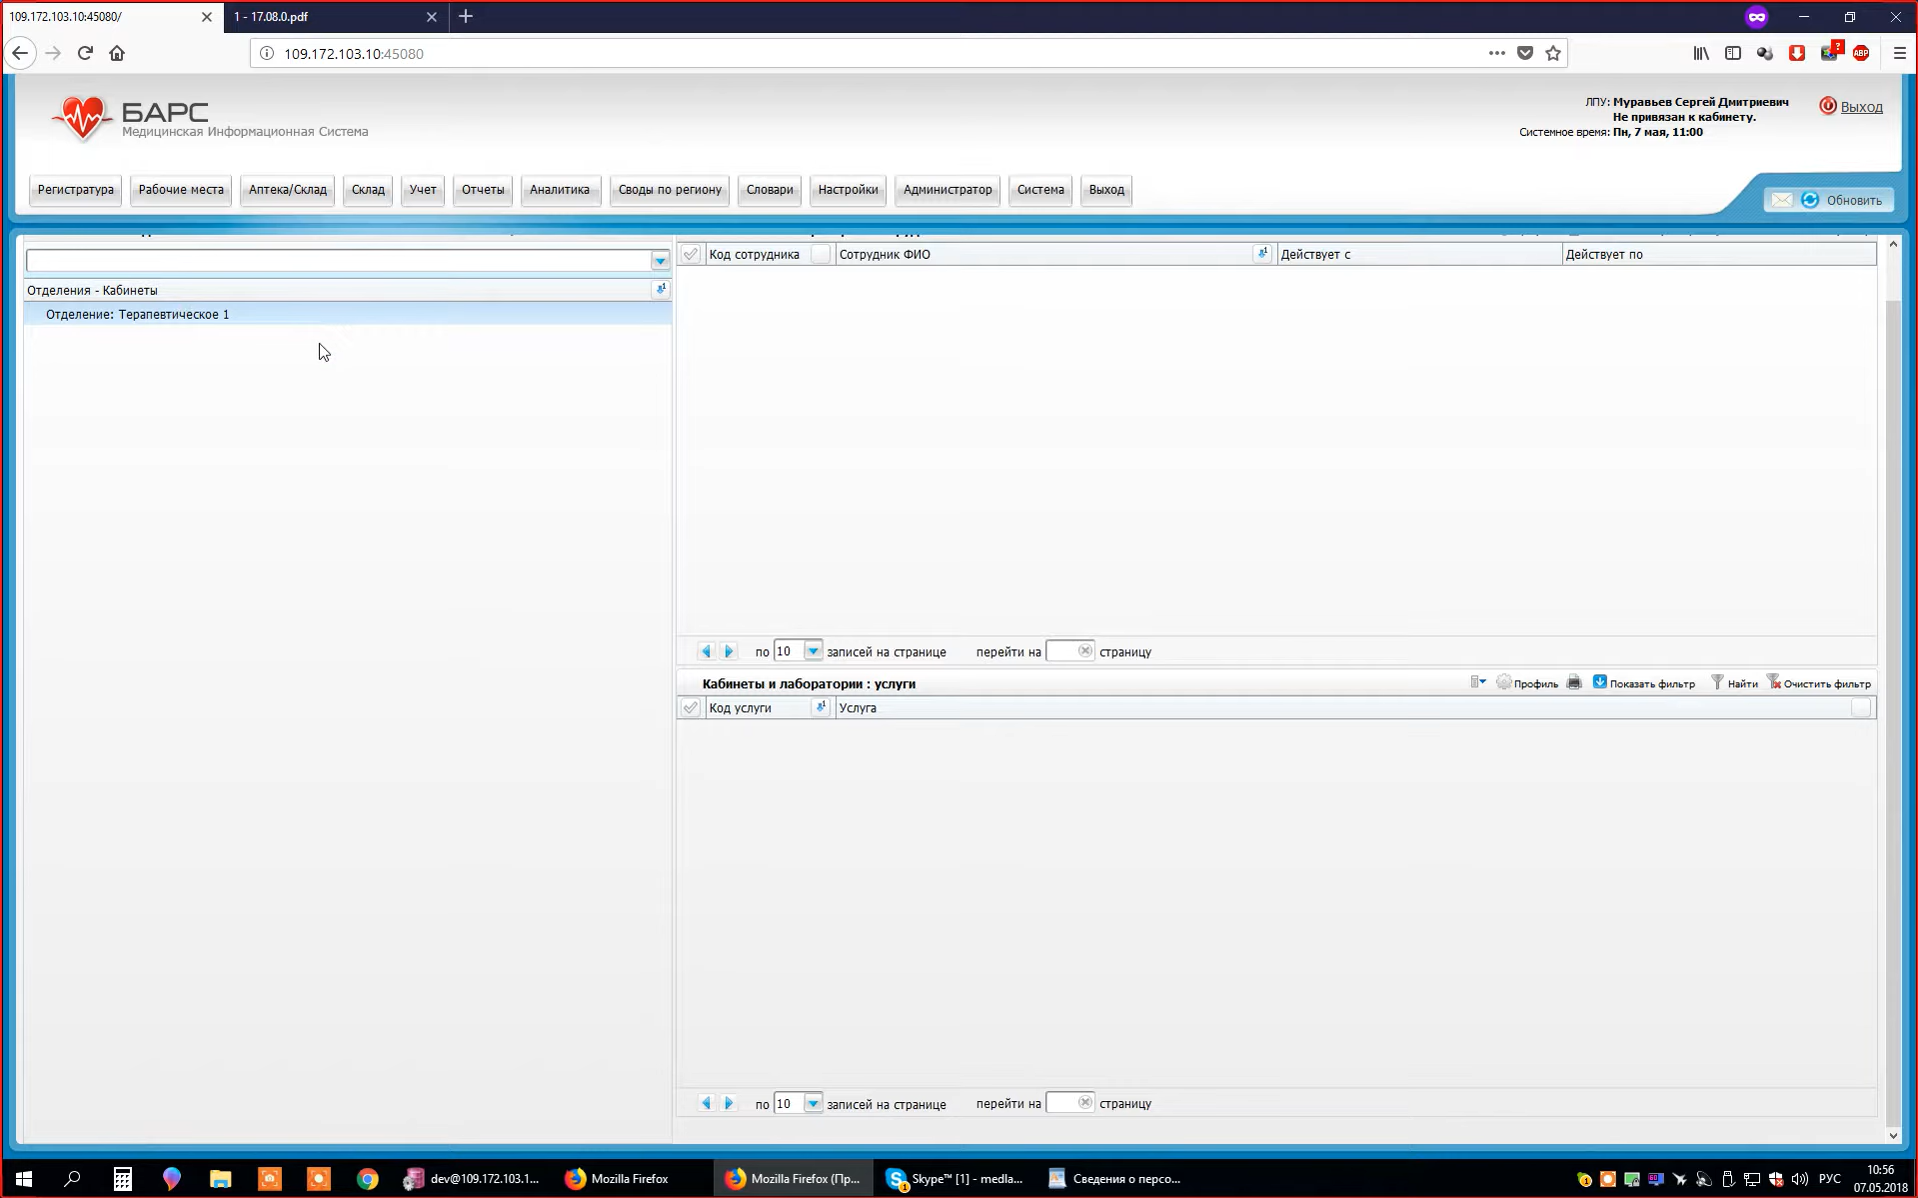 109.172.103.10:45080/
1 - 17.08.0.pdf
109.172.103.10:45080
ABP
БАРС
Медицинская Информационная Система
ЛПУ: Муравьев Сергей Дмитриевич
Не привязан к кабинету.
Системное время: Пн, 7 мая, 11:00
Выход
Регистратура Рабочие места Аптека/Склад Склад Учет Отчеты Аналитика Своды по региону Словари Настройки Администратор Система Выход
Обновить
Код сотрудника Сотрудник ФИО Действует с Действует по
Отделения - Кабинеты
Отделение: Терапевтическое 1
по 10 записей на странице перейти на страницу
Кабинеты и лаборатории : услуги
Профиль Показать фильтр Найти Очистить фильтр
Код услуги Услуга
по 10 записей на странице перейти на страницу
dev@109.172.103.1... Mozilla Firefox Mozilla Firefox (Пр... Skype™ [1] - medla... Сведения о персо...
РУС
10:56
07.05.2018